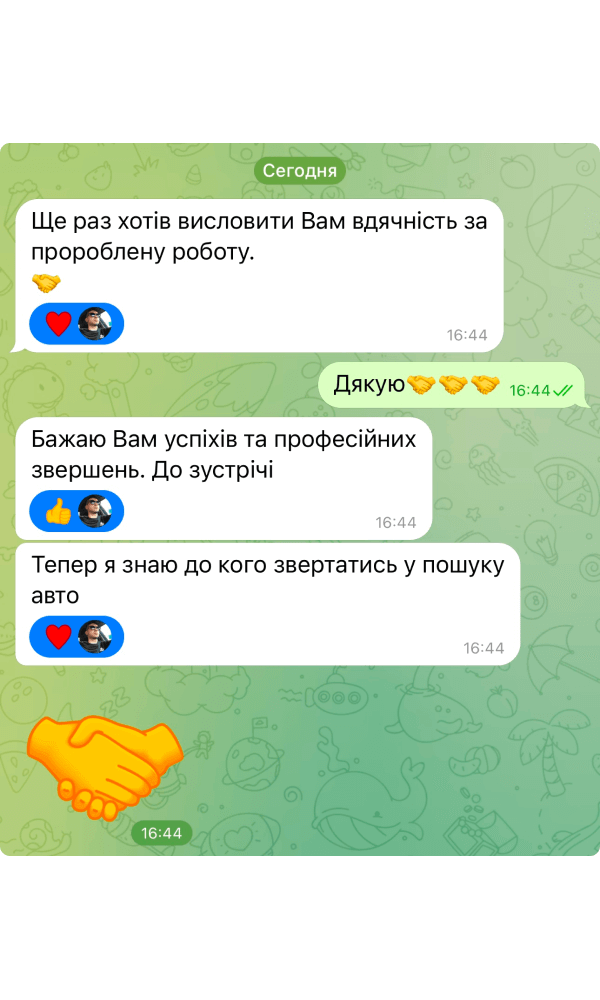 Сегодня
Ще раз хотів висловити Вам вдячність за
пророблену роботу.
🤝
❤️
16:44
Дякую🤝🤝🤝 16:44
Бажаю Вам успіхів та професійних
звершень. До зустрічі
👍
16:44
Тепер я знаю до кого звертатись у пошуку
авто
❤️
16:44
🤝
16:44